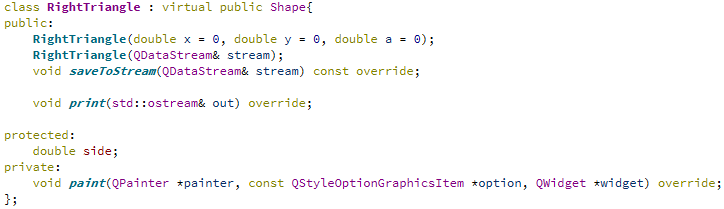 class RightTriangle : virtual public Shape{
public:
    RightTriangle(double x = 0, double y = 0, double a = 0);
    RightTriangle(QDataStream& stream);
    void saveToStream(QDataStream& stream) const override;

    void print(std::ostream& out) override;

protected:
    double side;
private:
    void paint(QPainter *painter, const QStyleOptionGraphicsItem *option, QWidget *widget) override;
};